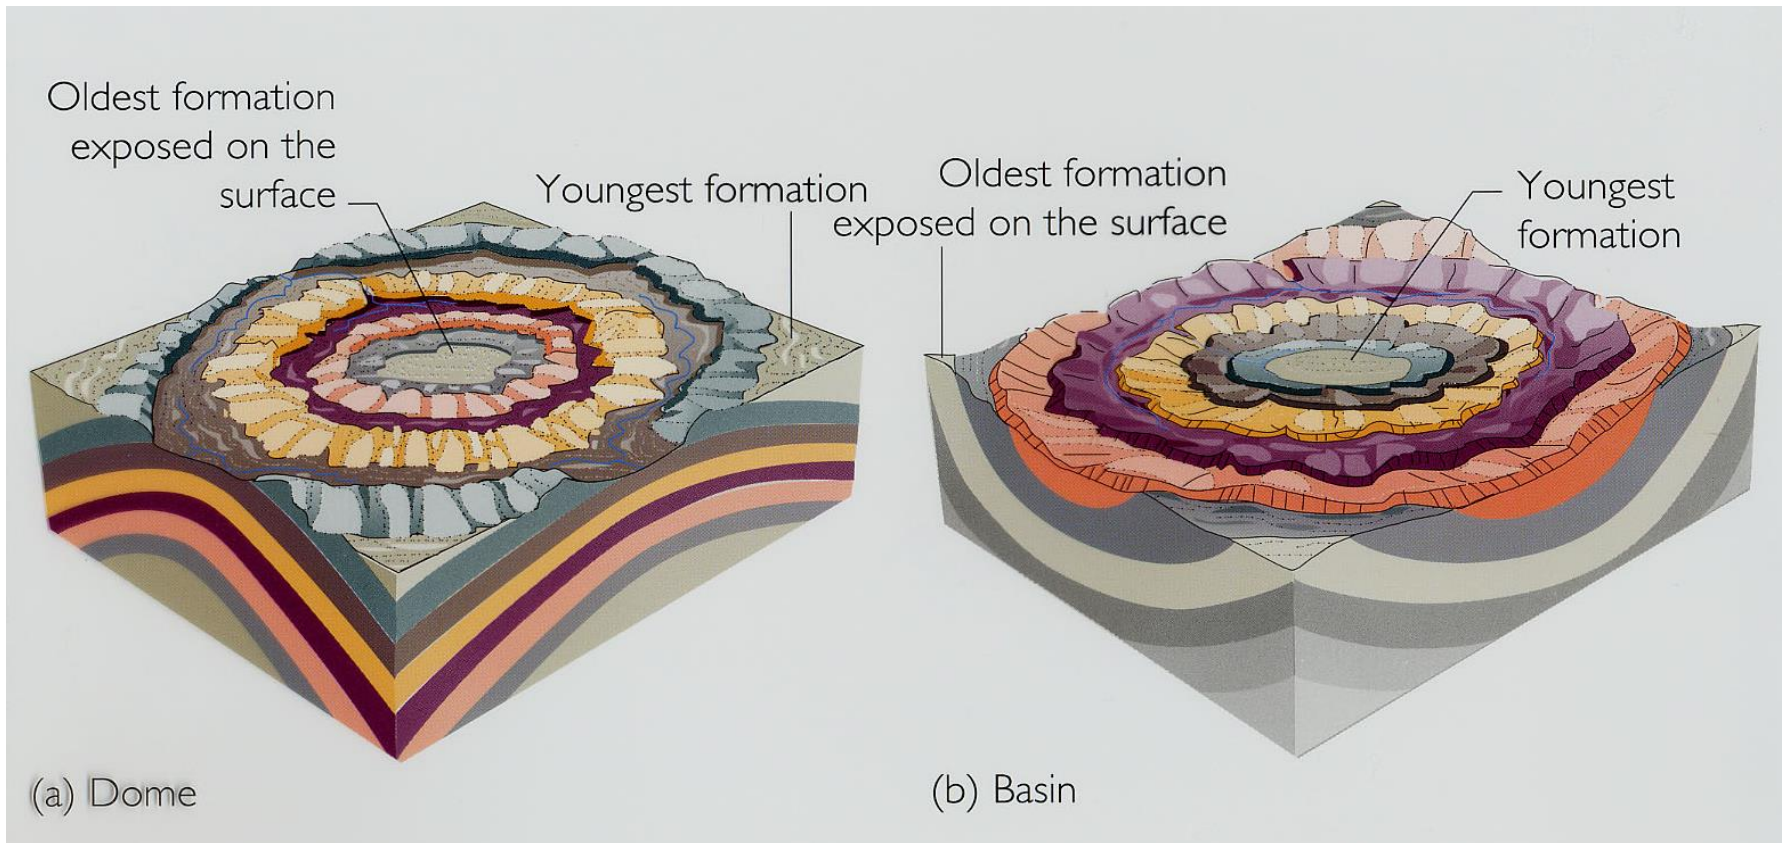 Oldest formation
exposed on the
surface
Youngest formation
Oldest formation
exposed on the surface
Youngest
formation
(a) Dome
(b) Basin